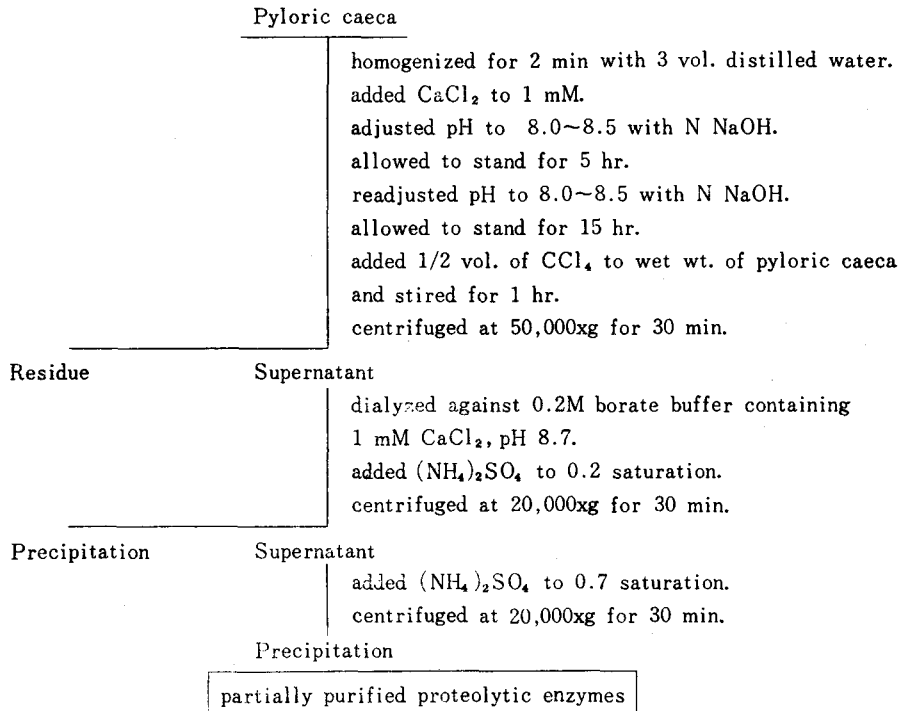 Pyloric caeca
homogenized for 2 min with 3 vol. distilled water.
added CaCl₂ to 1 mM.
adjusted pH to 8.0~8.5 with N NaOH.
allowed to stand for 5 hr.
readjusted pH to 8.0~8.5 with N NaOH.
allowed to stand for 15 hr.
added 1/2 vol. of CCl₄ to wet wt. of pyloric caeca
and stired for 1 hr.
centrifuged at 50,000xg for 30 min.
Residue Supernatant
dialyzed against 0.2M borate buffer containing
1 mM CaCl₂, pH 8.7.
added (NH₄)₂SO₄ to 0.2 saturation.
centrifuged at 20,000xg for 30 min.
Precipitation Supernatant
added (NH₄)₂SO₄ to 0.7 saturation.
centrifuged at 20,000xg for 30 min.
Precipitation
partially purified proteolytic enzymes